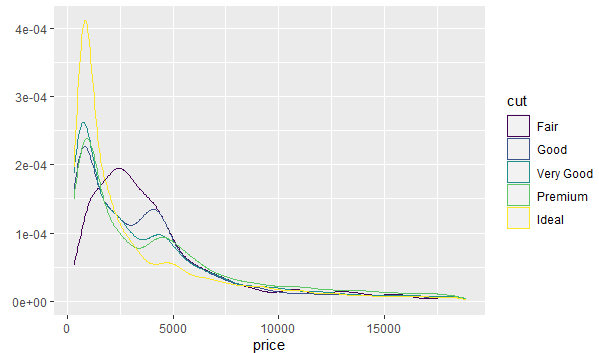 4e-04
3e-04
2e-04
1e-04
0e+00
0
5000
10000
15000
price
cut
Fair
Good
Very Good
Premium
Ideal